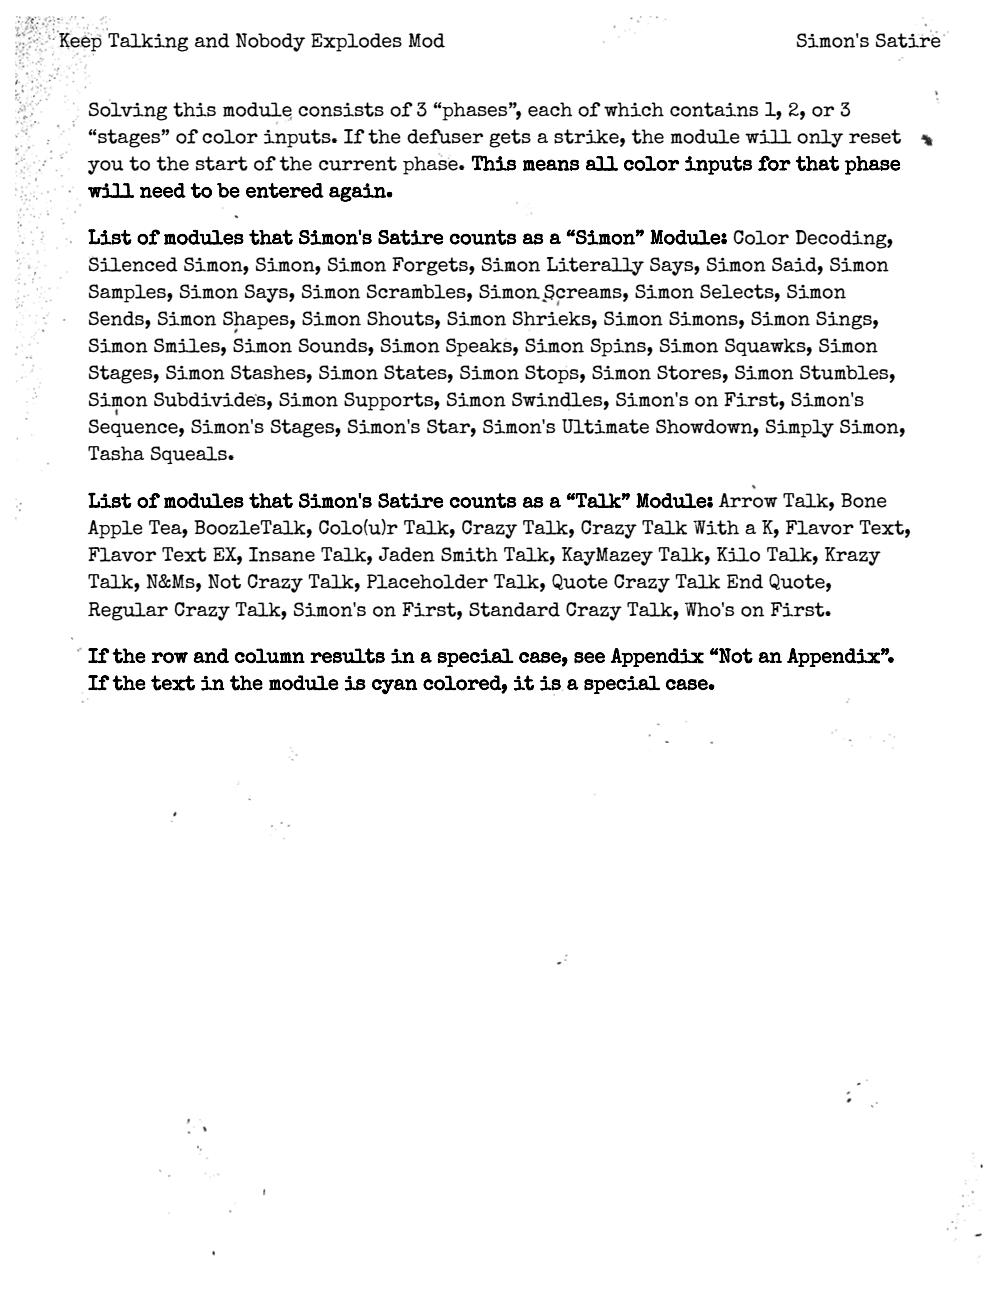 Keep Talking and Nobody Explodes Mod Simon's Satire
Solving this module consists of 3 “phases”, each of which contains 1, 2, or 3
“stages” of color inputs. If the defuser gets a strike, the module will only reset
you to the start of the current phase. This means all color inputs for that phase
will need to be entered again.
List of modules that Simon's Satire counts as a “Simon” Module: Color Decoding,
Silenced Simon, Simon, Simon Forgets, Simon Literally Says, Simon Said, Simon
Samples, Simon Says, Simon Scrambles, Simon Screams, Simon Selects, Simon
Sends, Simon Shapes, Simon Shouts, Simon Shrieks, Simon Simons, Simon Sings,
Simon Smiles, Simon Sounds, Simon Speaks, Simon Spins, Simon Squawks, Simon
Stages, Simon Stashes, Simon States, Simon Stops, Simon Stores, Simon Stumbles,
Simon Subdivides, Simon Supports, Simon Swindles, Simon's on First, Simon's
Sequence, Simon's Stages, Simon's Star, Simon's Ultimate Showdown, Simply Simon,
Tasha Squeals.
List of modules that Simon's Satire counts as a “Talk” Module: Arrow Talk, Bone
Apple Tea, BoozleTalk, Colo(u)r Talk, Crazy Talk, Crazy Talk With a K, Flavor Text,
Flavor Text EX, Insane Talk, Jaden Smith Talk, KayMazey Talk, Kilo Talk, Krazy
Talk, N&Ms, Not Crazy Talk, Placeholder Talk, Quote Crazy Talk End Quote,
Regular Crazy Talk, Simon's on First, Standard Crazy Talk, Who's on First.
If the row and column results in a special case, see Appendix “Not an Appendix”.
If the text in the module is cyan colored, it is a special case.